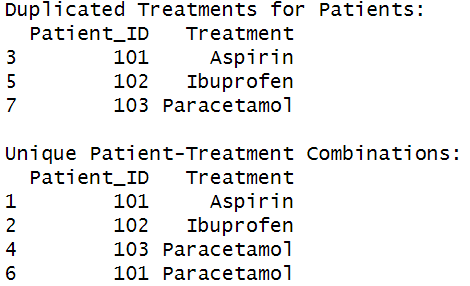 Duplicated Treatments for Patients:
  Patient_ID   Treatment
3        101     Aspirin
5        102   Ibuprofen
7        103 Paracetamol

Unique Patient-Treatment Combinations:
  Patient_ID   Treatment
1        101     Aspirin
2        102   Ibuprofen
4        103 Paracetamol
6        101 Paracetamol